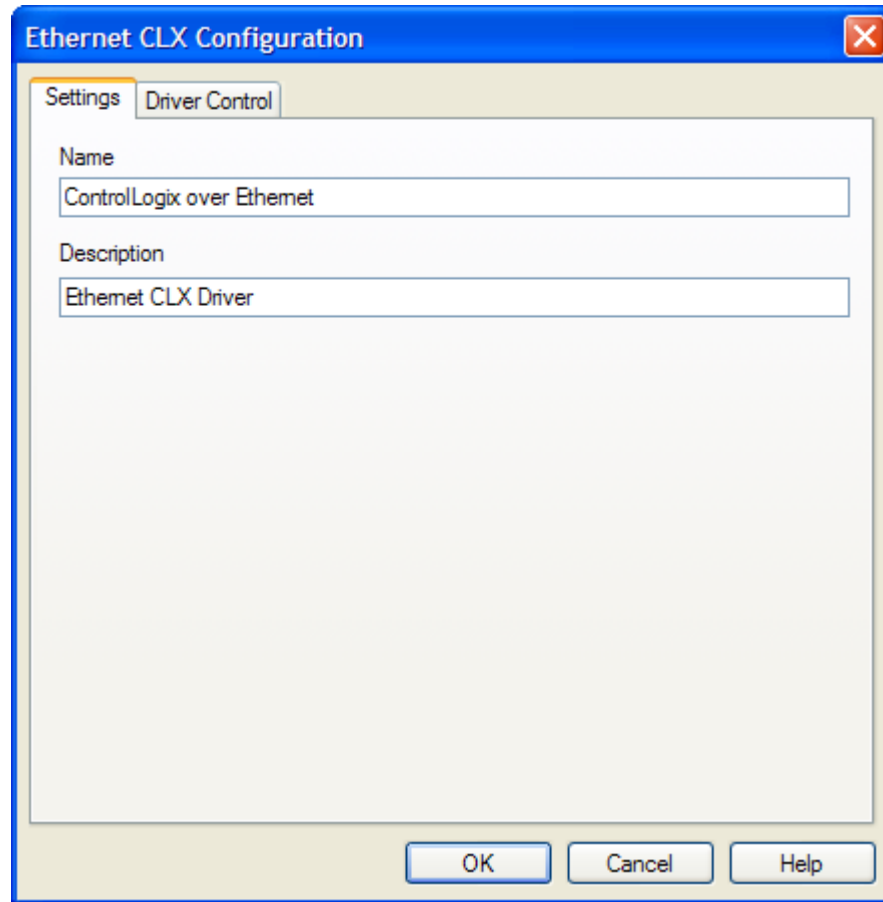 Ethernet CLX Configuration
Settings Driver Control
Name
ControlLogix over Ethernet
Description
Ethernet CLX Driver
OK Cancel Help